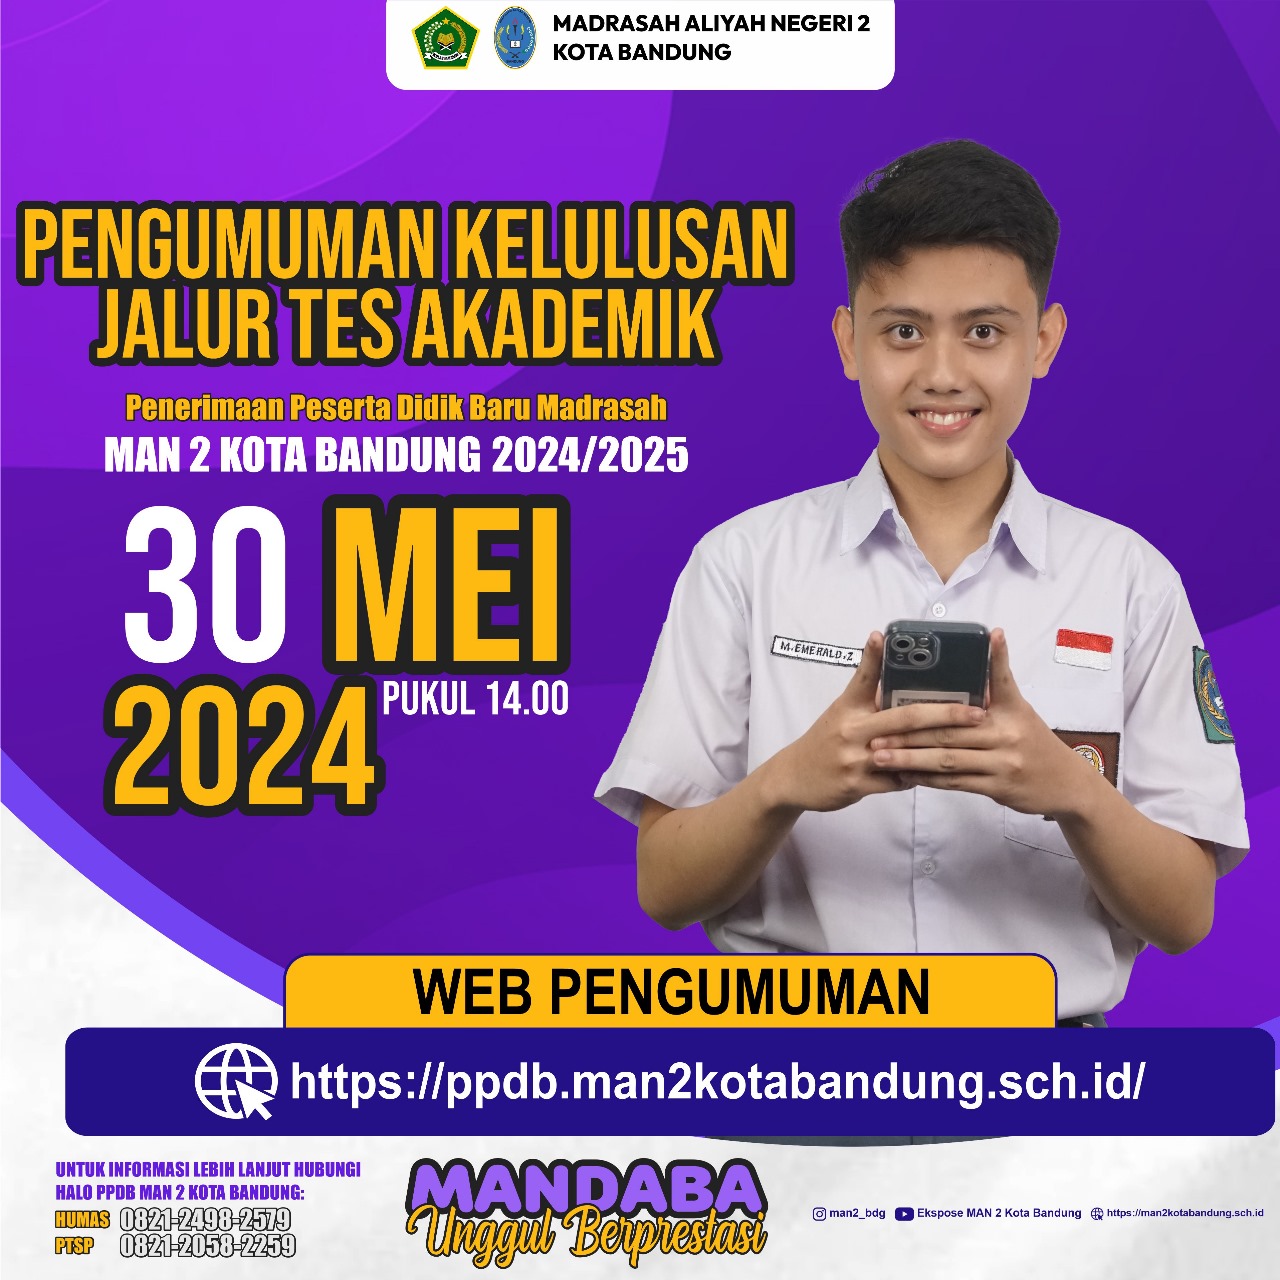 MADRASAH ALIYAH NEGERI 2
KOTA BANDUNG
PENGUMUMAN KELULUSAN
JALUR TES AKADEMIK
Penerimaan Peserta Didik Baru Madrasah
MAN 2 KOTA BANDUNG 2024/2025
30 MEI
2024 PUKUL 14.00
M.EMERALD.Z
WEB PENGUMUMAN
https://ppdb.man2kotabandung.sch.id/
UNTUK INFORMASI LEBIH LANJUT HUBUNGI
HALO PPDB MAN 2 KOTA BANDUNG:
HUMAS 0821-2498-2579
PTSP 0821-2058-2259
MANDABA
Unggul Berprestasi
man2_bdg Ekspose MAN 2 Kota Bandung https://man2kotabandung.sch.id